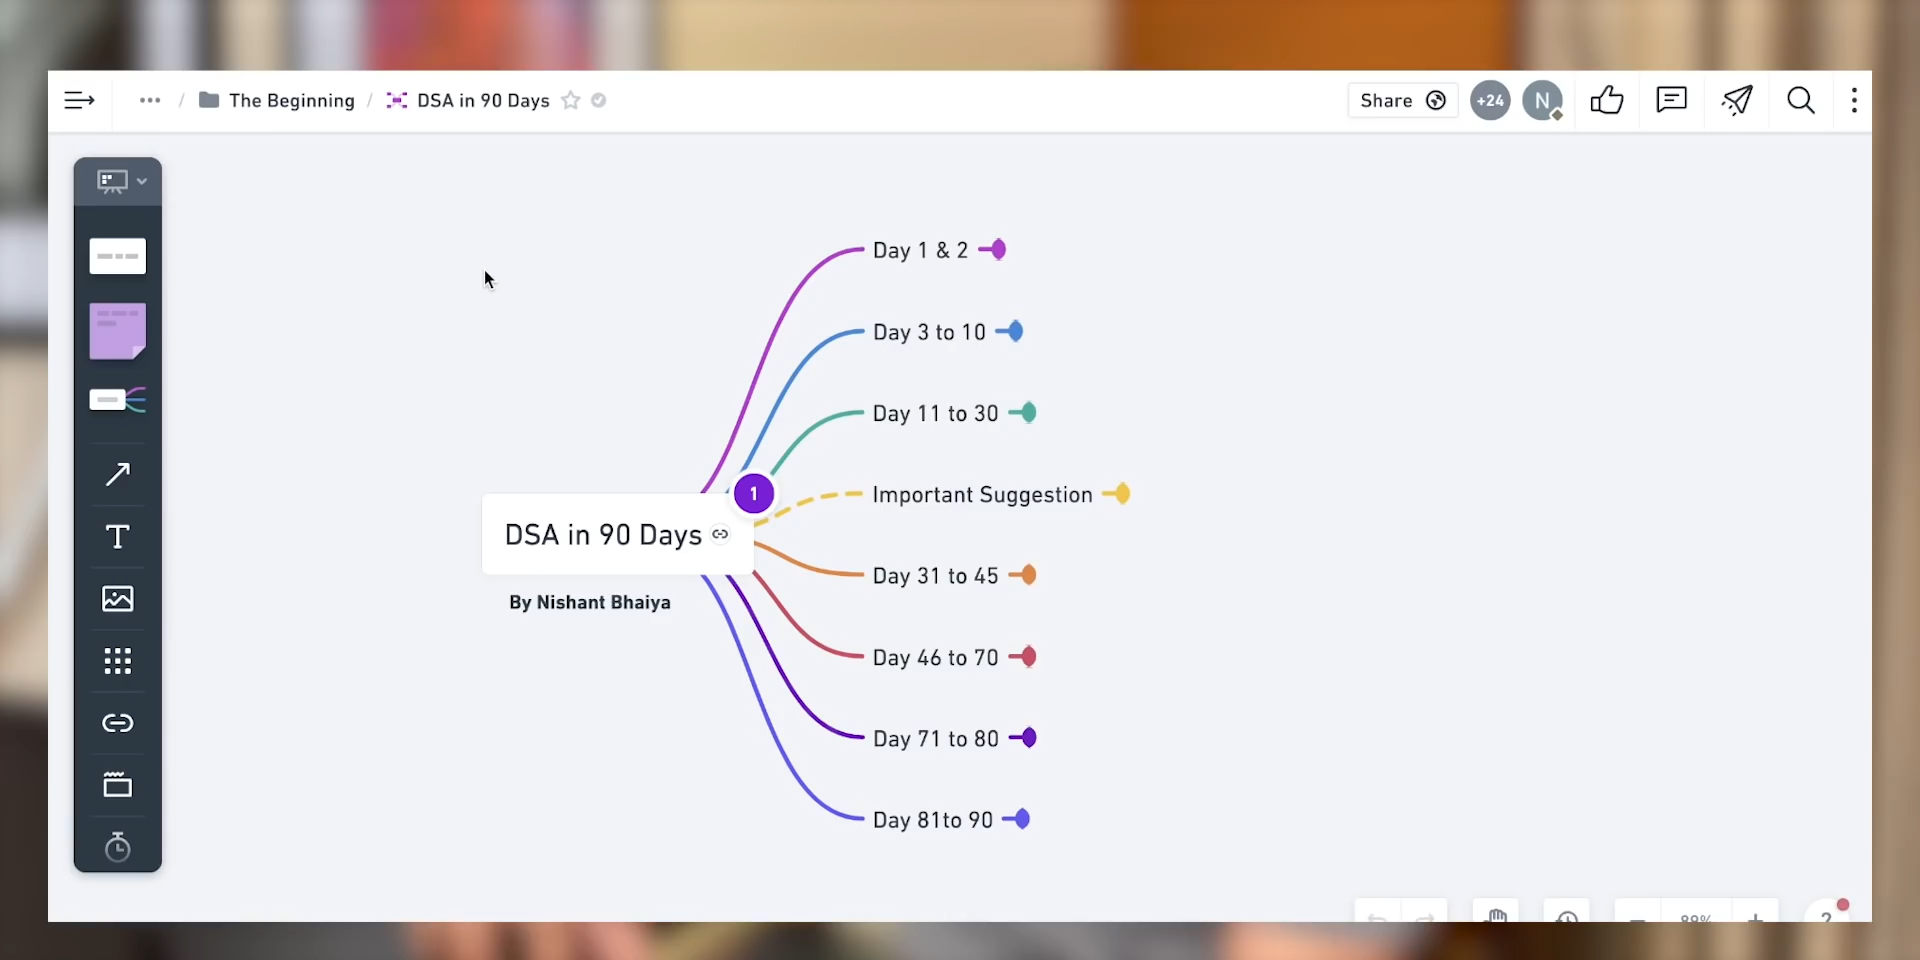 ... / The Beginning / DSA in 90 Days
Share +24 N
Day 1 & 2
Day 3 to 10
Day 11 to 30
1
Important Suggestion
DSA in 90 Days
Day 31 to 45
By Nishant Bhaiya
Day 46 to 70
Day 71 to 80
Day 81to 90
T
88%
?